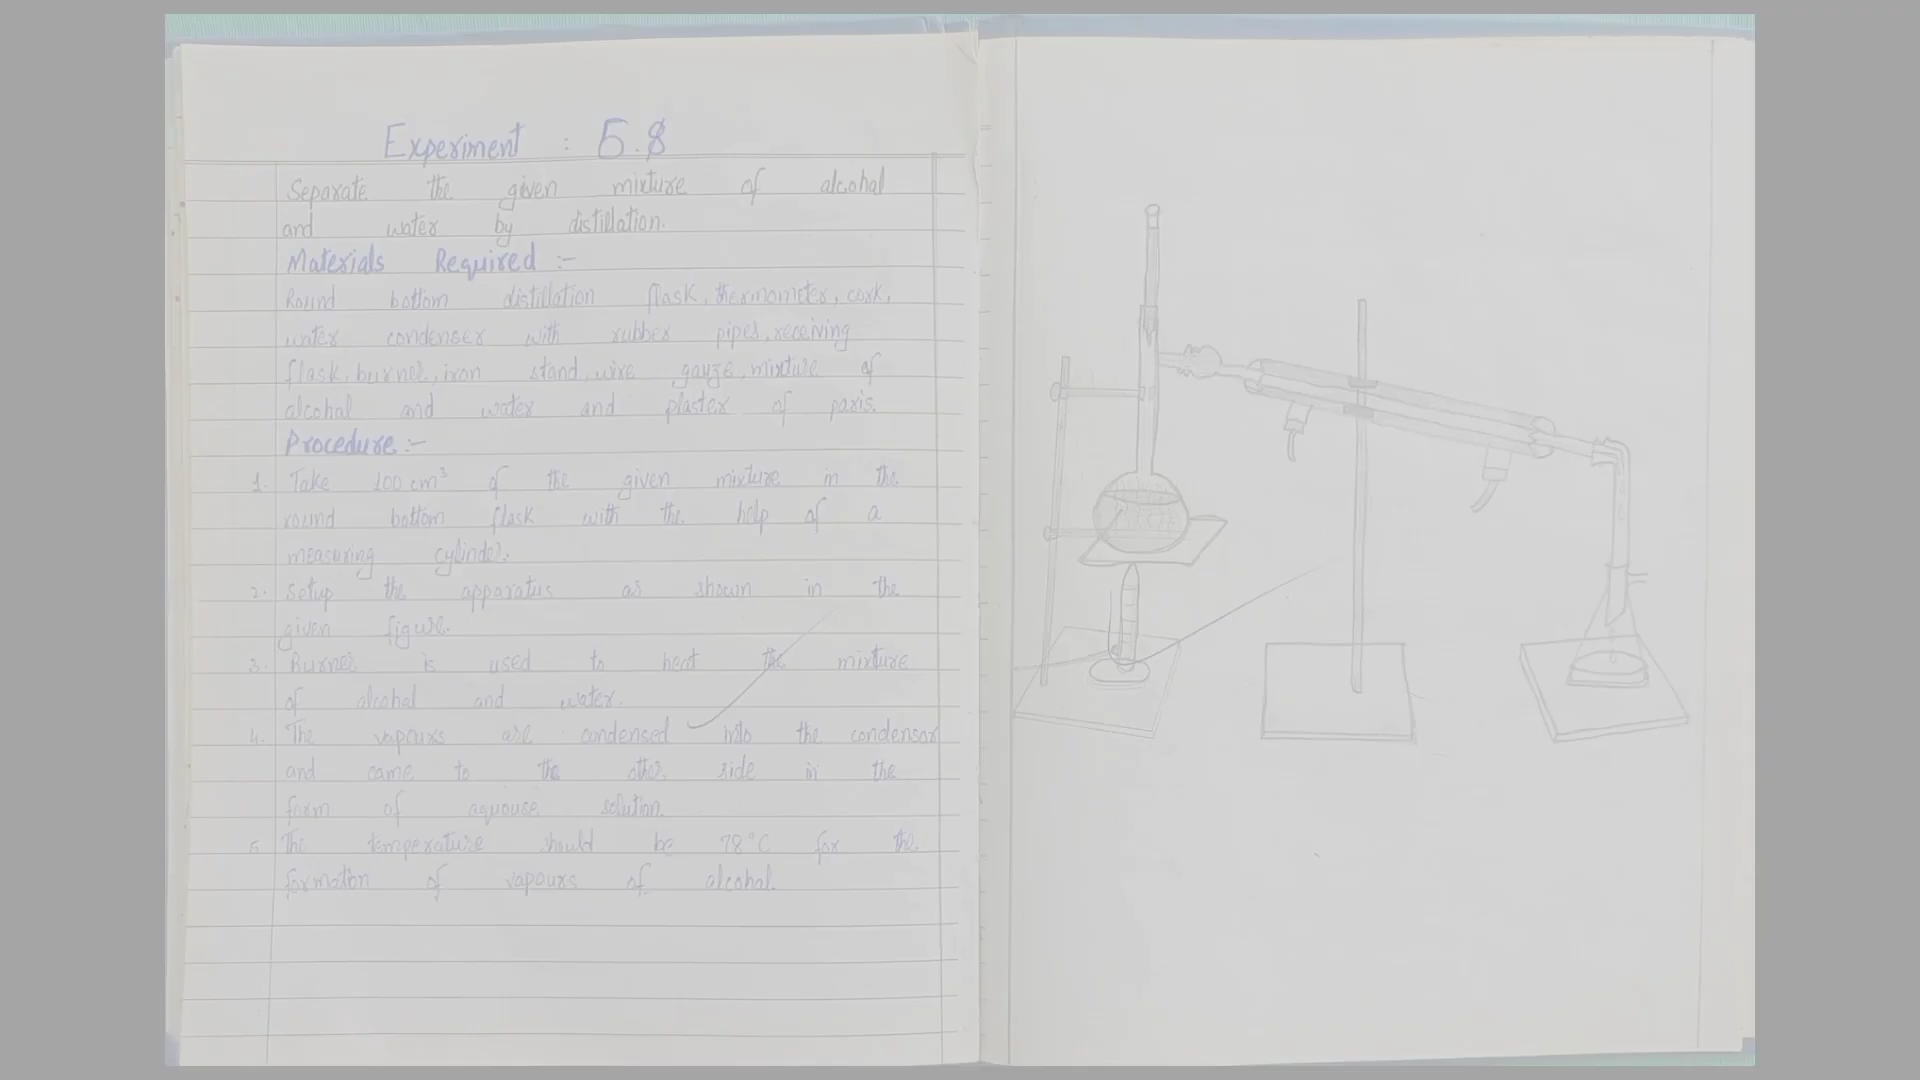 Experiment : 5.8
Separate the given mixture of alcohal
and water by distillation.
Materials Required :-
Round bottom distillation flask, thermometer, cork,
water condenser with rubber pipes, receiving
flask, burner, iron stand, wire gauze, mixture of
alcohal and water and plaster of paris.
Procedure :-
1. Take 100 cm³ of the given mixture in the
round bottom flask with the help of a
measuring cylinder.
2. Setup the apparatus as shown in the
given figure.
3. Burner is used to heat the mixture
of alcohal and water.
4. The vapours are condensed into the condensor
and came to the other side in the
form of aquouse solution.
5. The temperature should be 78°C for the
formation of vapours of alcohal.